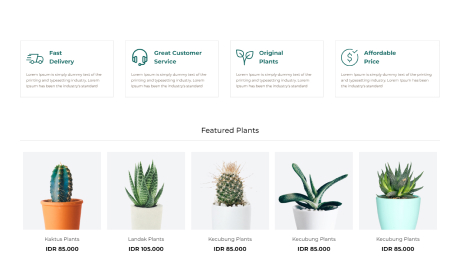 Fast
Delivery
Lorem Ipsum is simply dummy text of the
printing and typesetting industry. Lorem
Ipsum has been the industry's standard
Great Customer
Service
Lorem Ipsum is simply dummy text of the
printing and typesetting industry. Lorem
Ipsum has been the industry's standard
Original
Plants
Lorem Ipsum is simply dummy text of the
printing and typesetting industry. Lorem
Ipsum has been the industry's standard
Affordable
Price
Lorem Ipsum is simply dummy text of the
printing and typesetting industry. Lorem
Ipsum has been the industry's standard
Featured Plants
Kaktus Plants
IDR 85.000
Landak Plants
IDR 105.000
Kecubung Plants
IDR 85.000
Kecubung Plants
IDR 85.000
Kecubung Plants
IDR 85.000